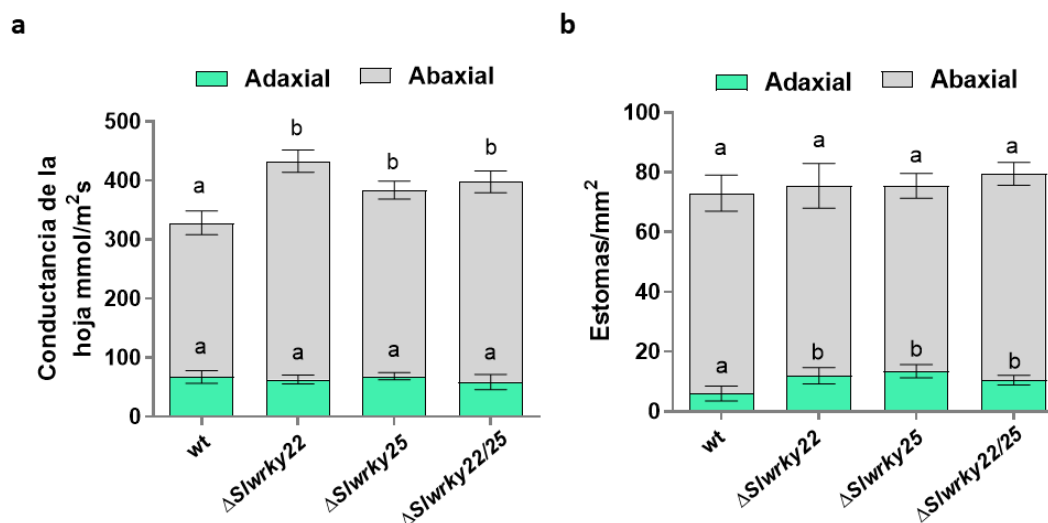 a
Adaxial Abaxial
Conductancia de la
hoja mmol/m²s
500
400
300
200
100
0
a
b
b
b
a
a
a
a
wt
ΔSlwrky22
ΔSlwrky25
ΔSlwrky22/25
b
Adaxial Abaxial
Estomas/mm²
100
80
60
40
20
0
a
a
a
a
a
b
b
b
wt
ΔSlwrky22
ΔSlwrky25
ΔSlwrky22/25